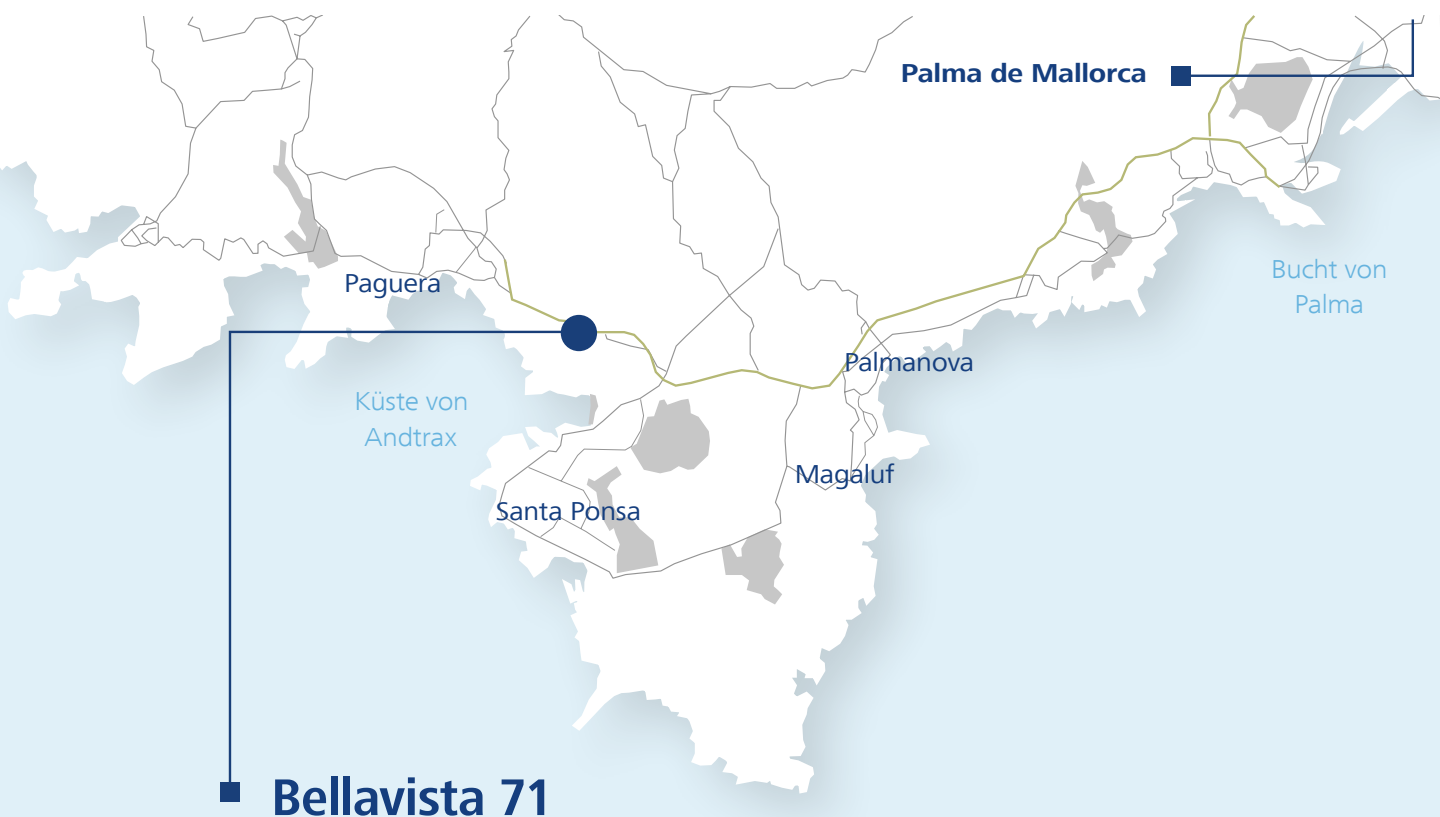 Palma de Mallorca
Bucht von
Palma
Paguera
Palmanova
Küste von
Andtrax
Magaluf
Santa Ponsa
Bellavista 71